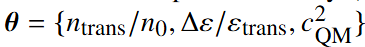 θ = {n_trans/n_0, Δε/ε_trans, c²_QM}